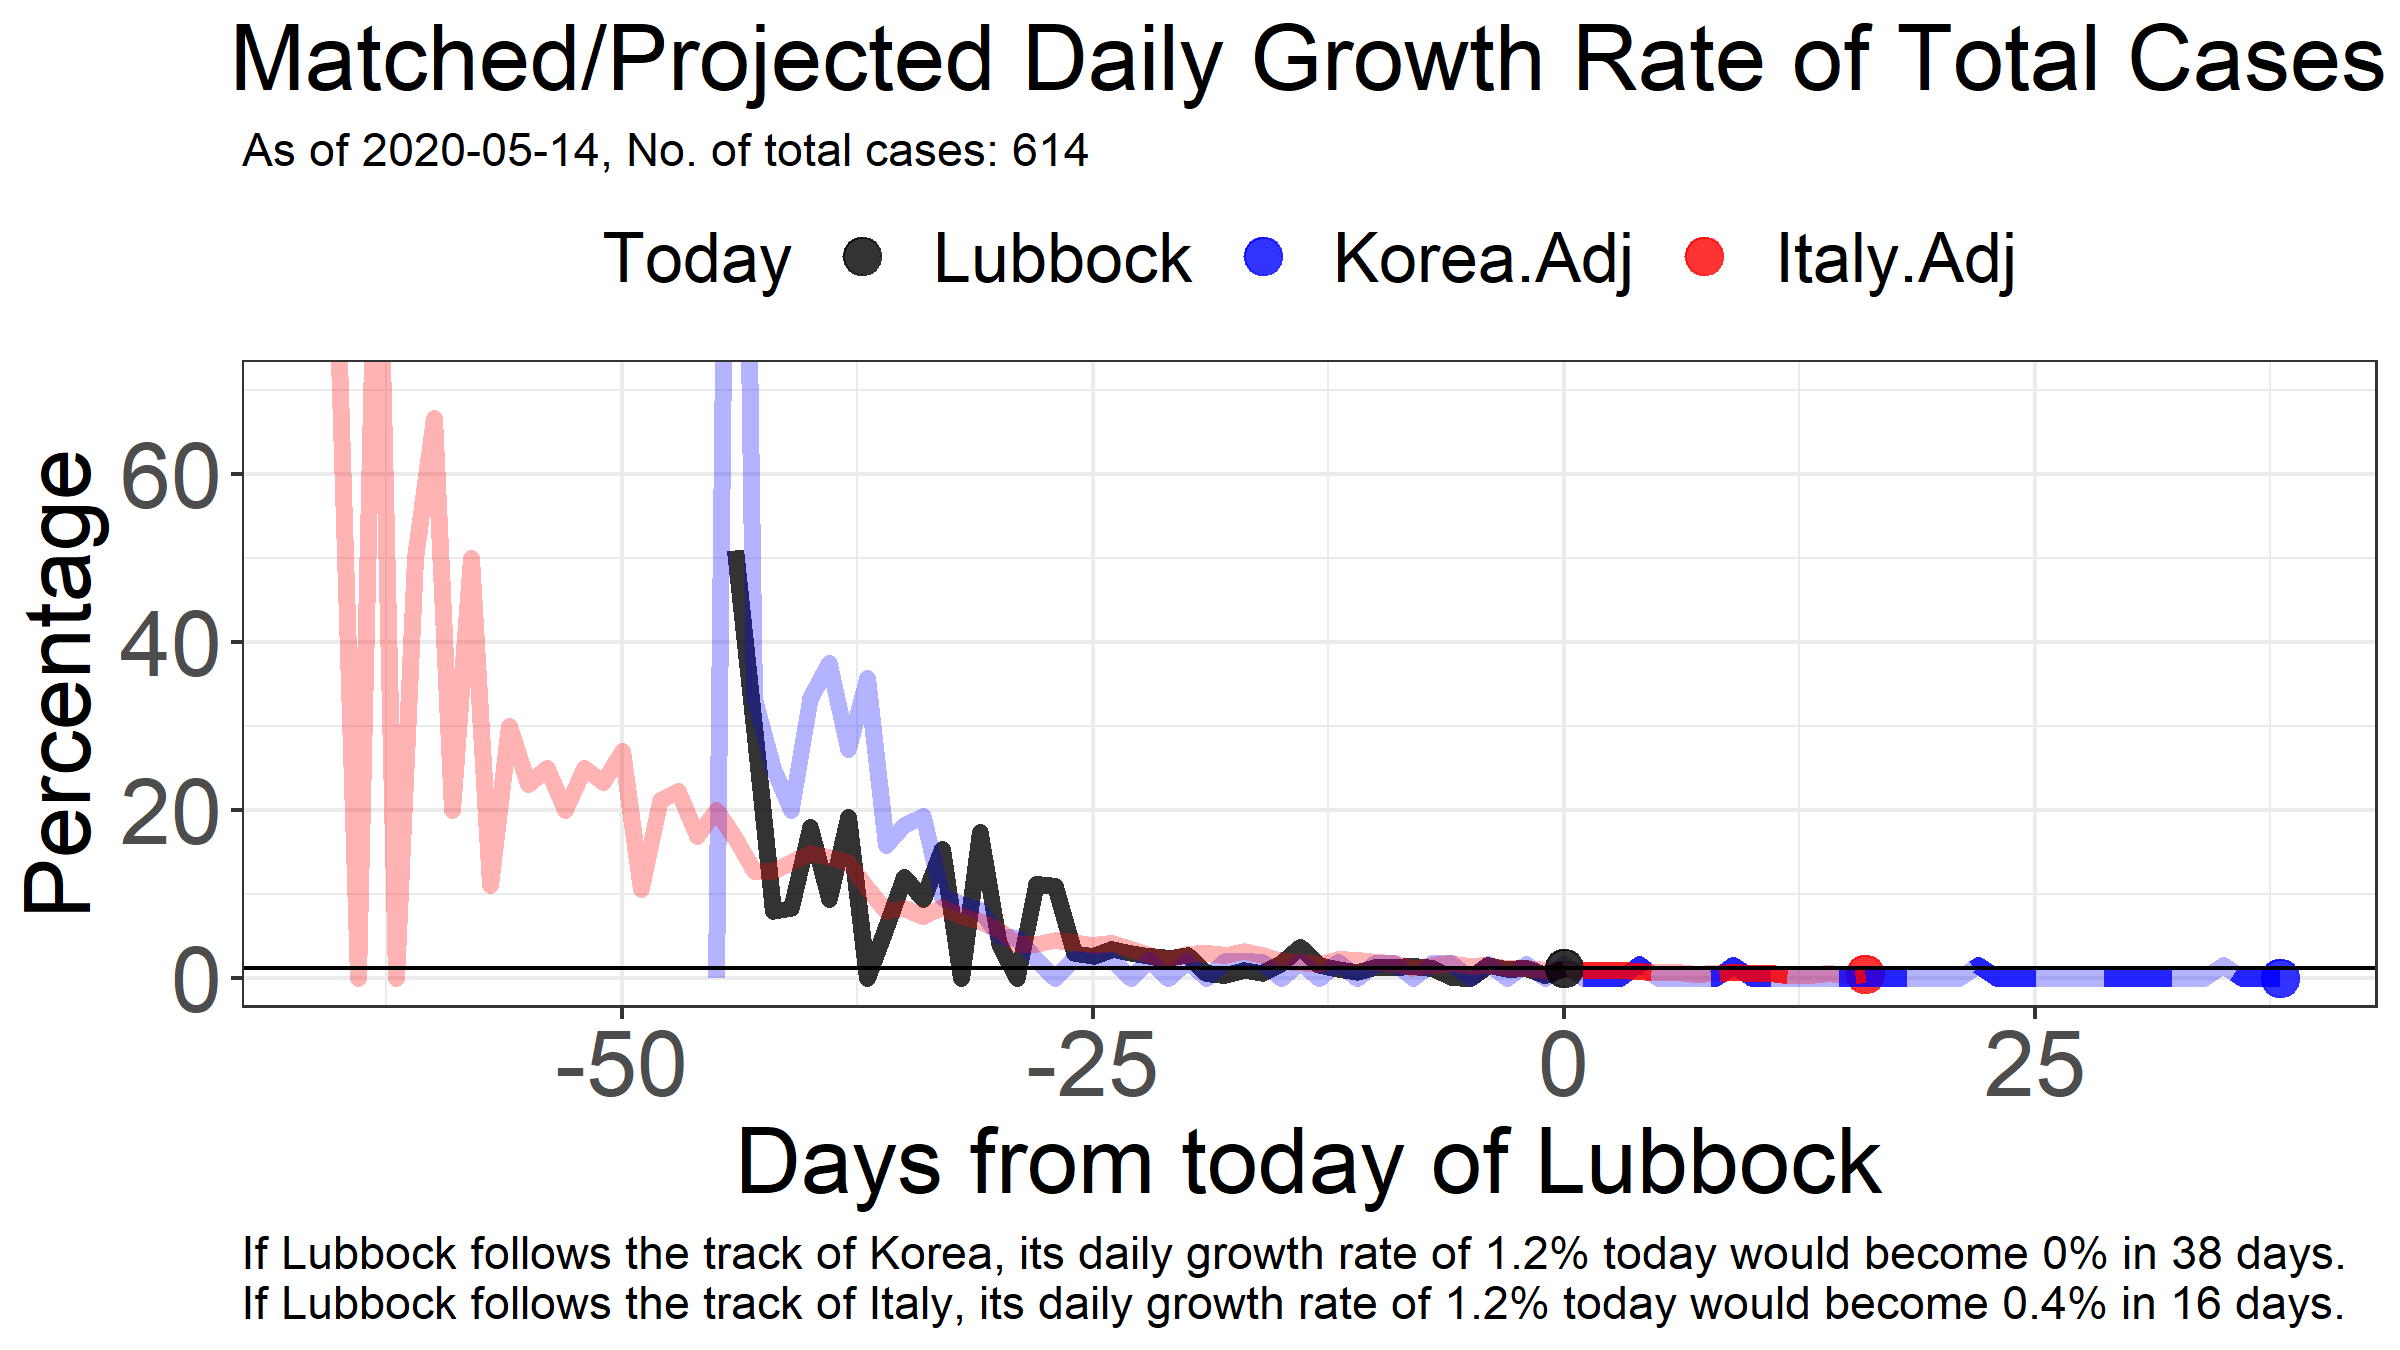 Matched/Projected Daily Growth Rate of Total Cases
As of 2020-05-14, No. of total cases: 614
Today Lubbock Korea.Adj Italy.Adj
Percentage
60
40
20
0
-50 -25 0 25
Days from today of Lubbock
If Lubbock follows the track of Korea, its daily growth rate of 1.2% today would become 0% in 38 days.
If Lubbock follows the track of Italy, its daily growth rate of 1.2% today would become 0.4% in 16 days.